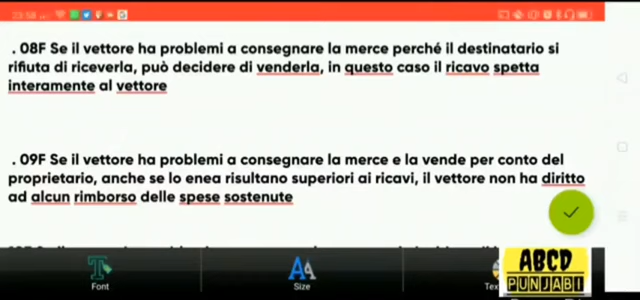 23:58
. 08F Se il vettore ha problemi a consegnare la merce perché il destinatario si
rifiuta di riceverla, può decidere di venderla, in questo caso il ricavo spetta
interamente al vettore
. 09F Se il vettore ha problemi a consegnare la merce e la vende per conto del
proprietario, anche se lo enea risultano superiori ai ricavi, il vettore non ha diritto
ad alcun rimborso delle spese sostenute
Font
Size
Tex
ABCD
PUNJABI